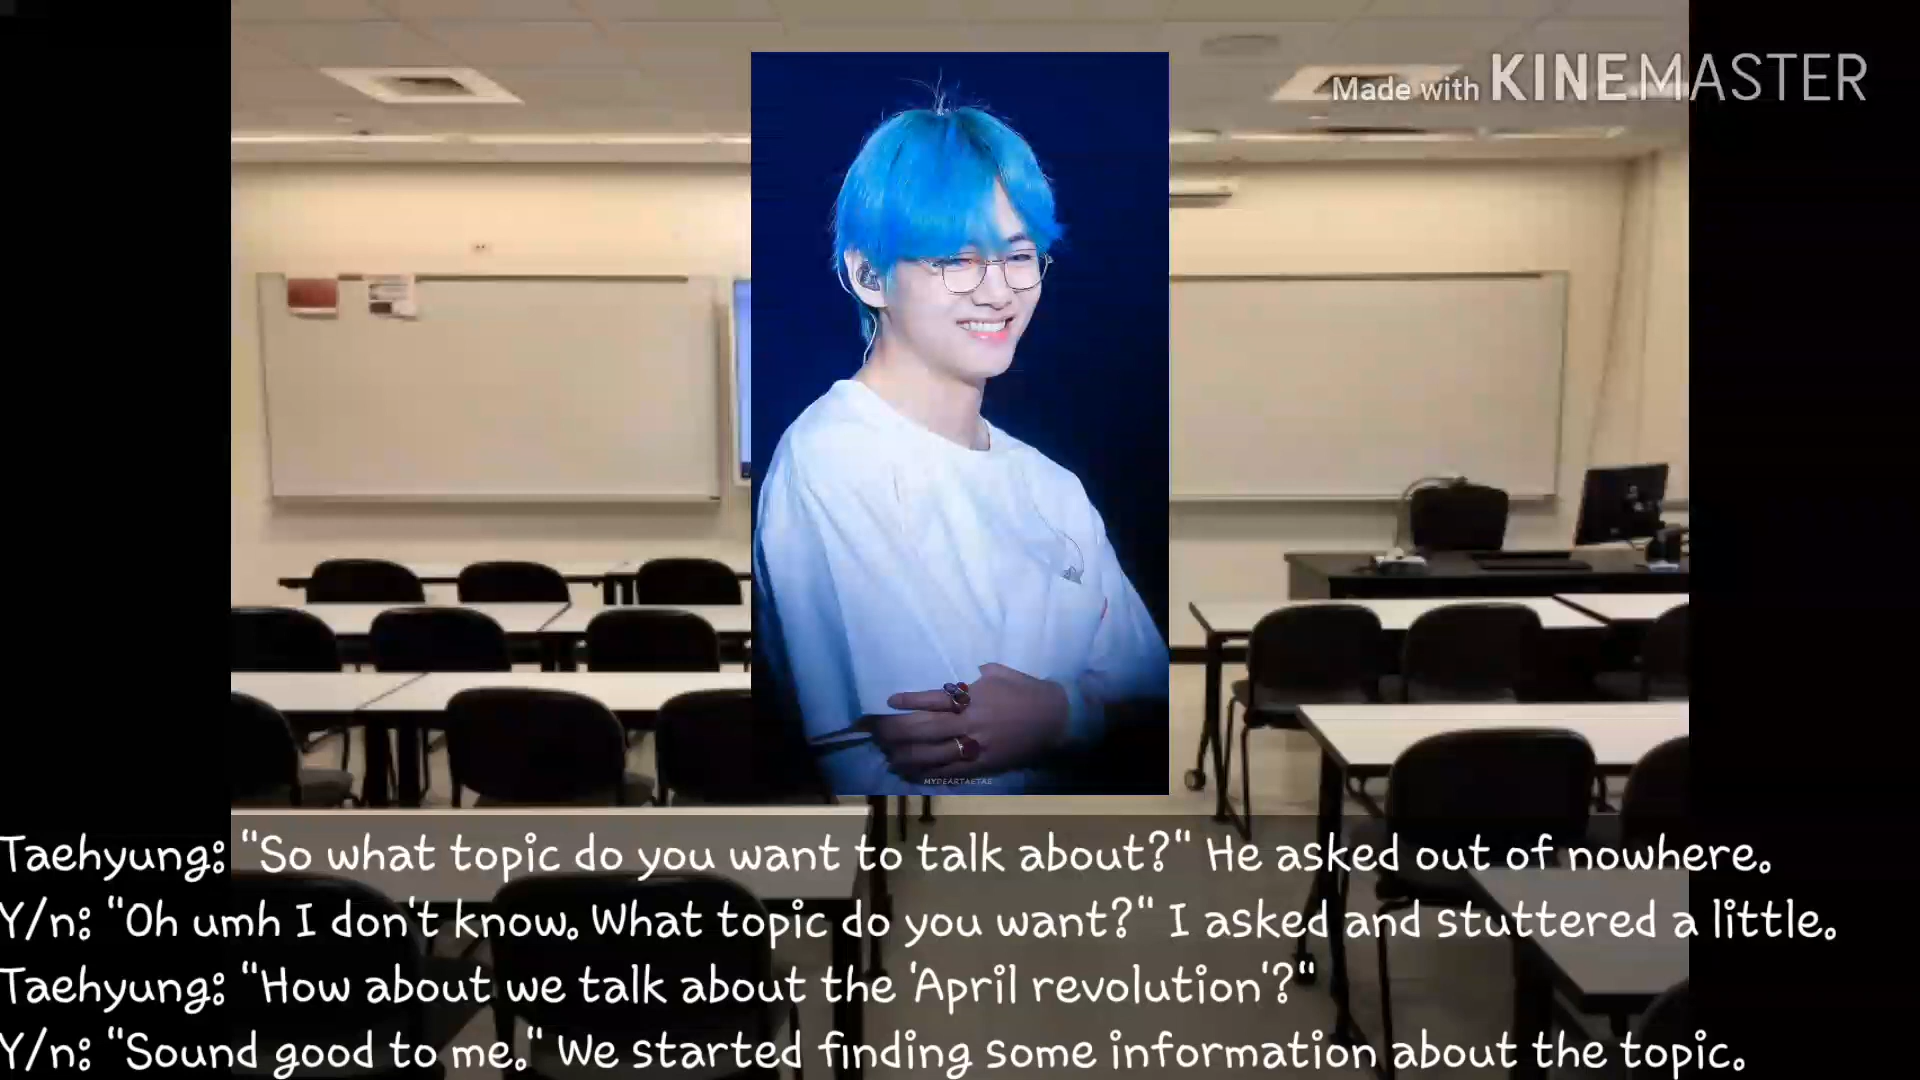 Made with KINEMASTER
MYDEARTAETAE
Taehyung: "So what topic do you want to talk about?" He asked out of nowhere.
Y/n: "Oh umh I don't know. What topic do you want?" I asked and stuttered a little.
Taehyung: "How about we talk about the 'April revolution'?"
Y/n: "Sound good to me." We started finding some information about the topic.